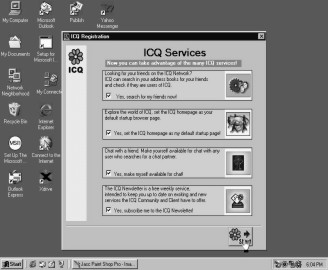 My Computer
Microsoft
Outlook
Publish
Yahoo
Messenger
My Documents
Setup for
Microsoft I...
Network
Neighborhood
My Connects
Recycle Bin
Internet
Explorer
Set Up The
Microsoft...
Connect to the
Internet
Outlook
Express
ICQ Registration
ICQ
ICQ Services
Now you can take advantage of the many ICQ services!
Looking for your friends on the ICQ Network?
ICQ can search in your address books for your friends
and check if they are users of ICQ.
Yes, search for my friends now!
Explore the world of ICQ, set the ICQ homepage as your
default startup browser page.
Yes, set the ICQ homepage as my default startup page!
Chat with a friend. Make yourself available for chat with any
user who searches for a chat partner.
Yes, make myself available for chat!
The ICQ Newsletter is a free weekly service,
intended to keep you up to date on exciting and new
services the ICQ Community and Client have to offer.
Yes, subscribe me to the ICQ Newsletter!
Start
Start
Jasc Paint Shop Pro - Ima...
6:04 PM